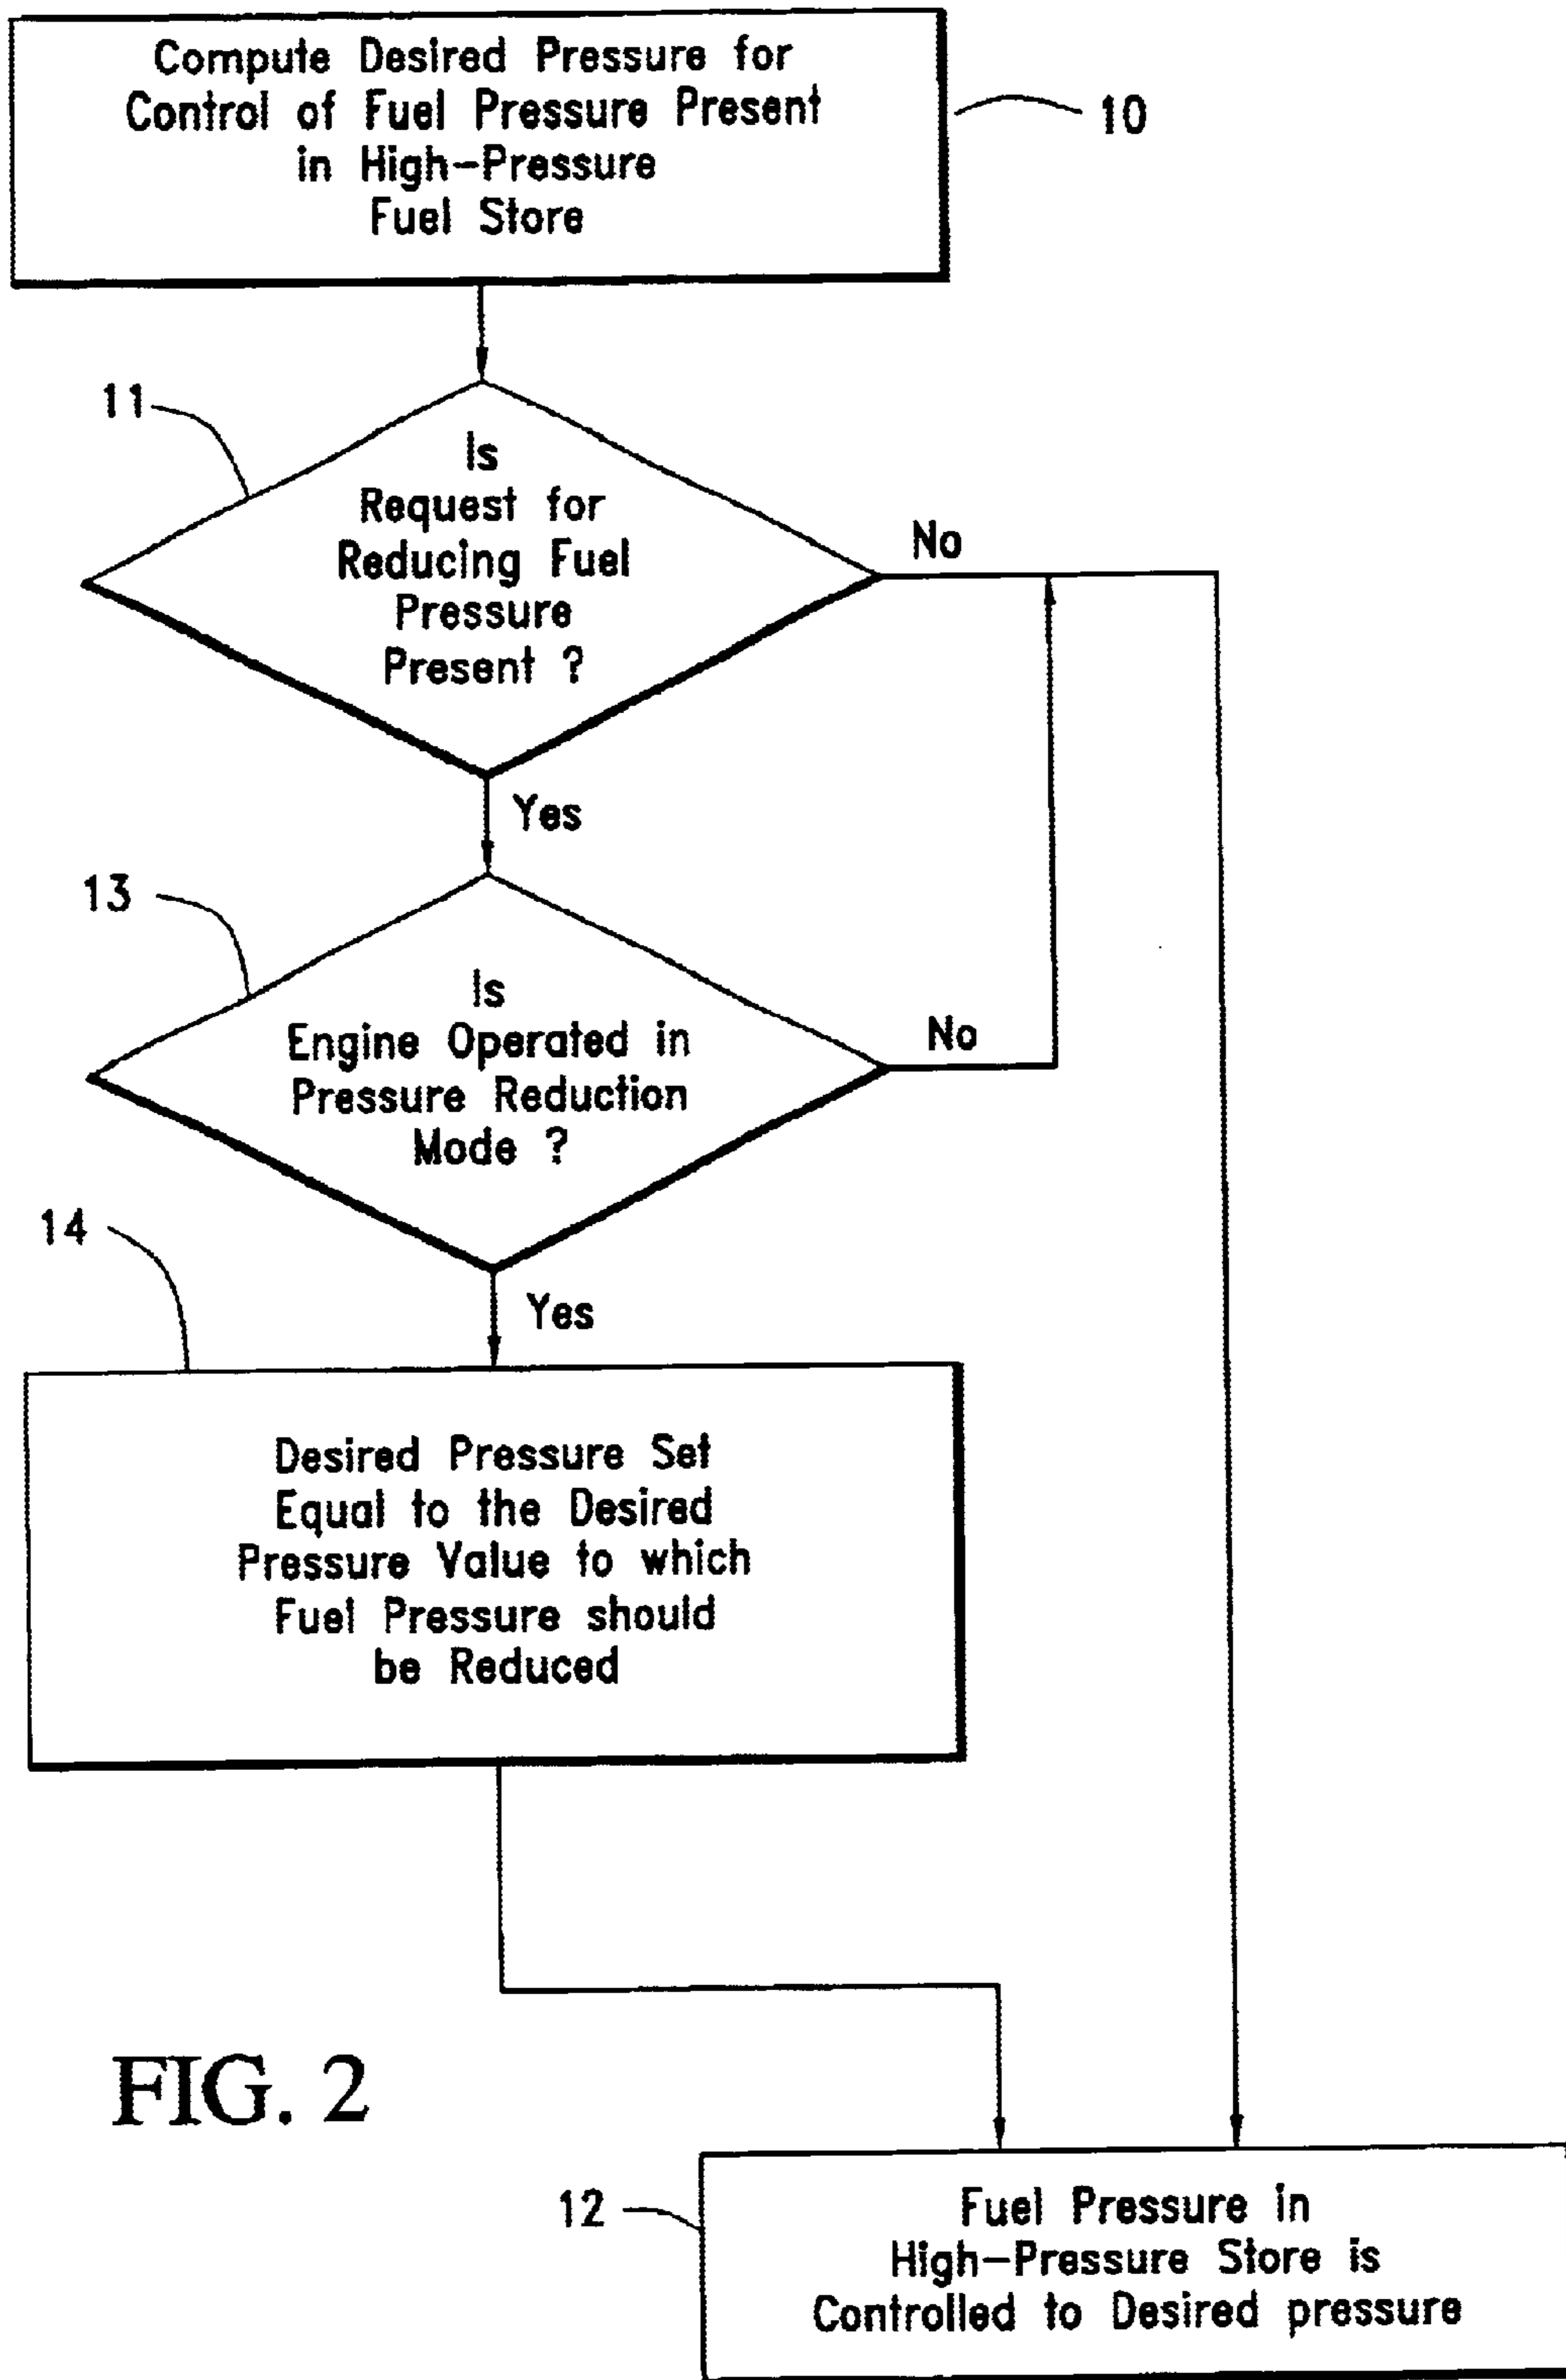 Compute Desired Pressure for
Control of Fuel Pressure Present
in High-Pressure
Fuel Store
10
11
Is
Request for
Reducing Fuel
Pressure
Present ?
No
Yes
13
Is
Engine Operated in
Pressure Reduction
Mode ?
No
Yes
14
Desired Pressure Set
Equal to the Desired
Pressure Value to which
Fuel Pressure should
be Reduced
FIG. 2
12
Fuel Pressure in
High-Pressure Store is
Controlled to Desired pressure